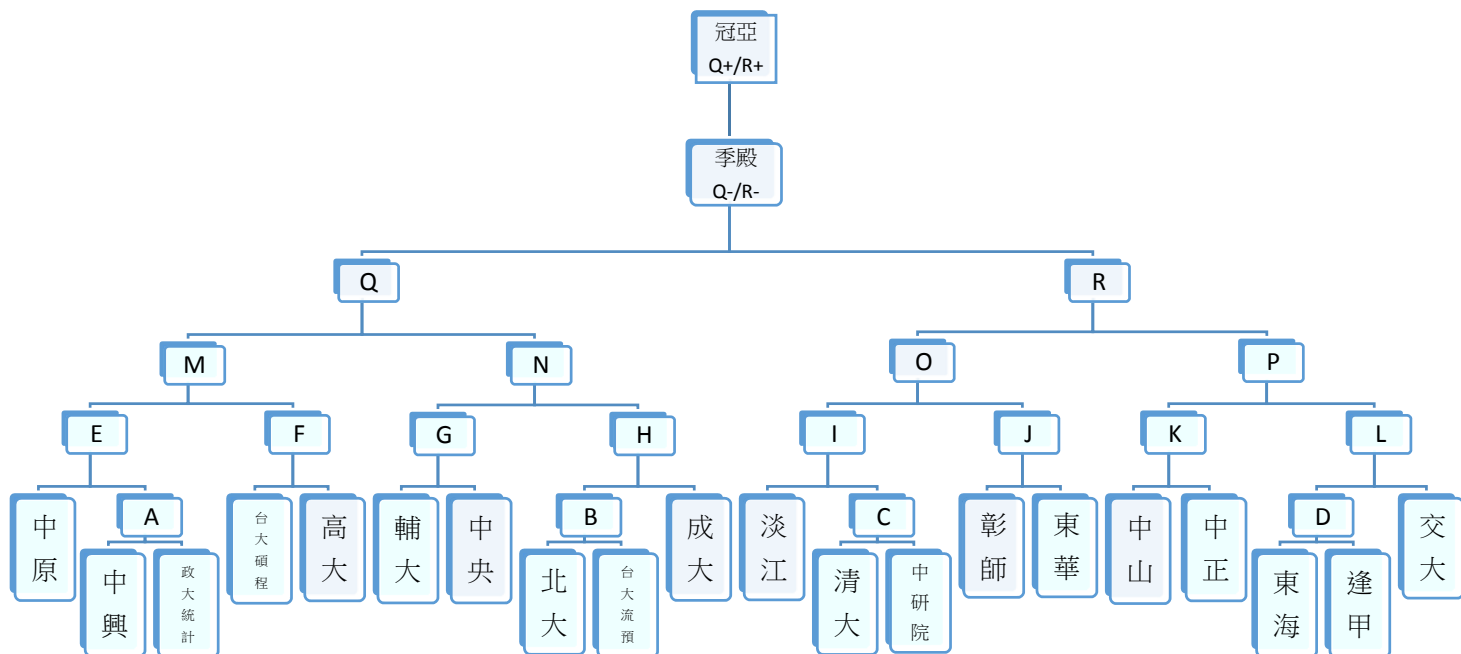 冠亞
Q+/R+
季殿
Q-/R-
Q
R
M
N
O
P
E
F
G
H
I
J
K
L
中原
A
台大碩程
高大
輔大
中央
B
成大
淡江
C
彰師
東華
中山
中正
D
交大
中興
政大統計
北大
台大流預
清大
中研院
東海
逢甲